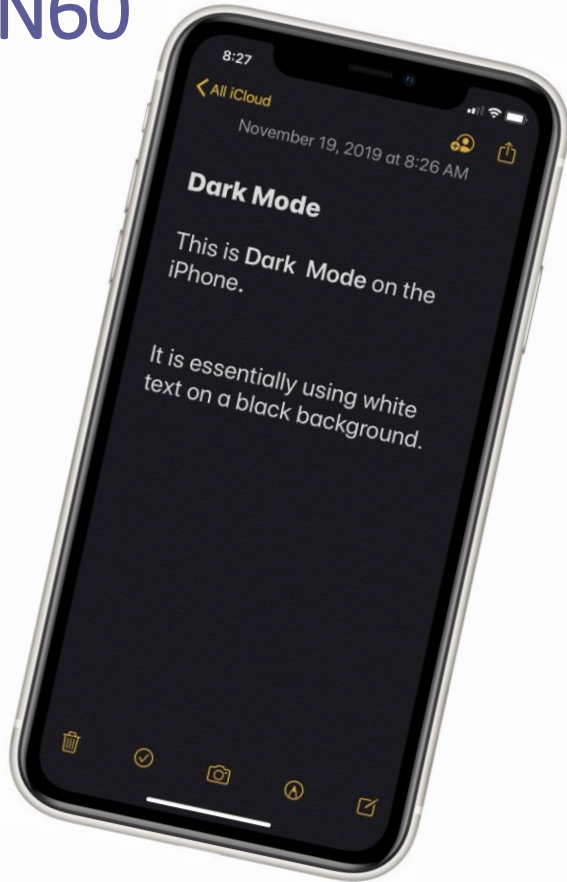 N60
8:27
All iCloud
November 19, 2019 at 8:26 AM
Dark Mode
This is Dark Mode on the
iPhone.
It is essentially using white
text on a black background.